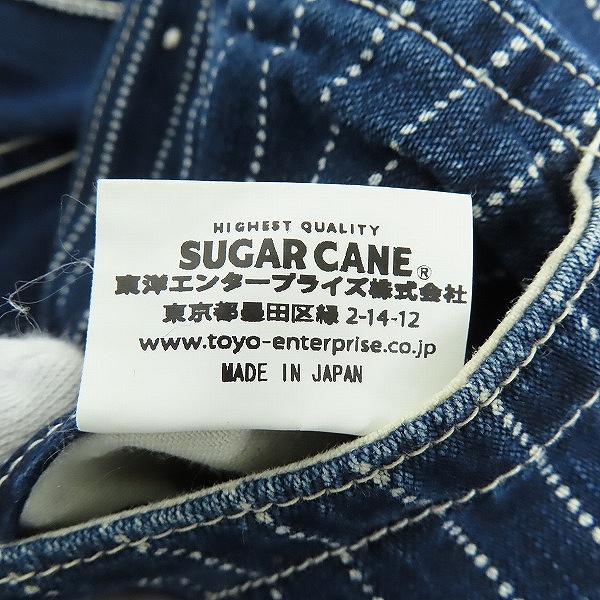 HIGHEST QUALITY
SUGAR CANE®
東洋エンタープライズ株式会社
東京都墨田区緑 2-14-12
www.toyo-enterprise.co.jp
MADE IN JAPAN